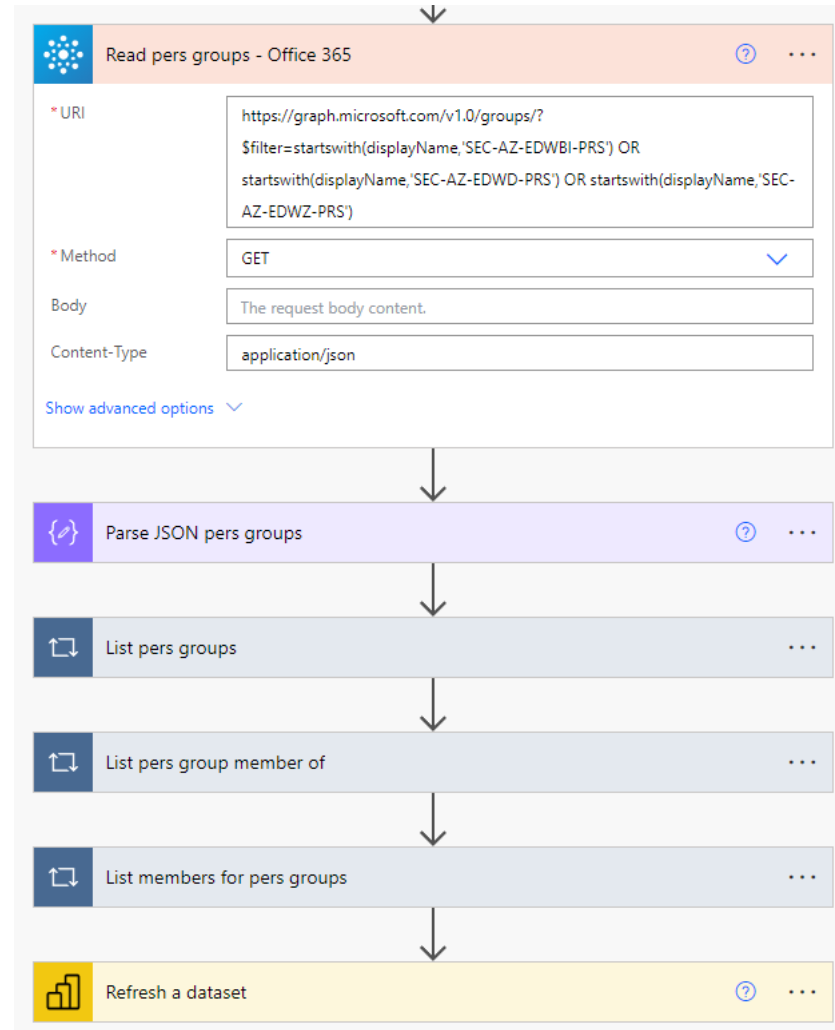 Read pers groups - Office 365
* URI
https://graph.microsoft.com/v1.0/groups/?
$filter=startswith(displayName,'SEC-AZ-EDWBI-PRS') OR
startswith(displayName,'SEC-AZ-EDWD-PRS') OR startswith(displayName,'SEC-
AZ-EDWZ-PRS')
* Method
GET
Body
The request body content.
Content-Type
application/json
Show advanced options
Parse JSON pers groups
List pers groups
List pers group member of
List members for pers groups
Refresh a dataset